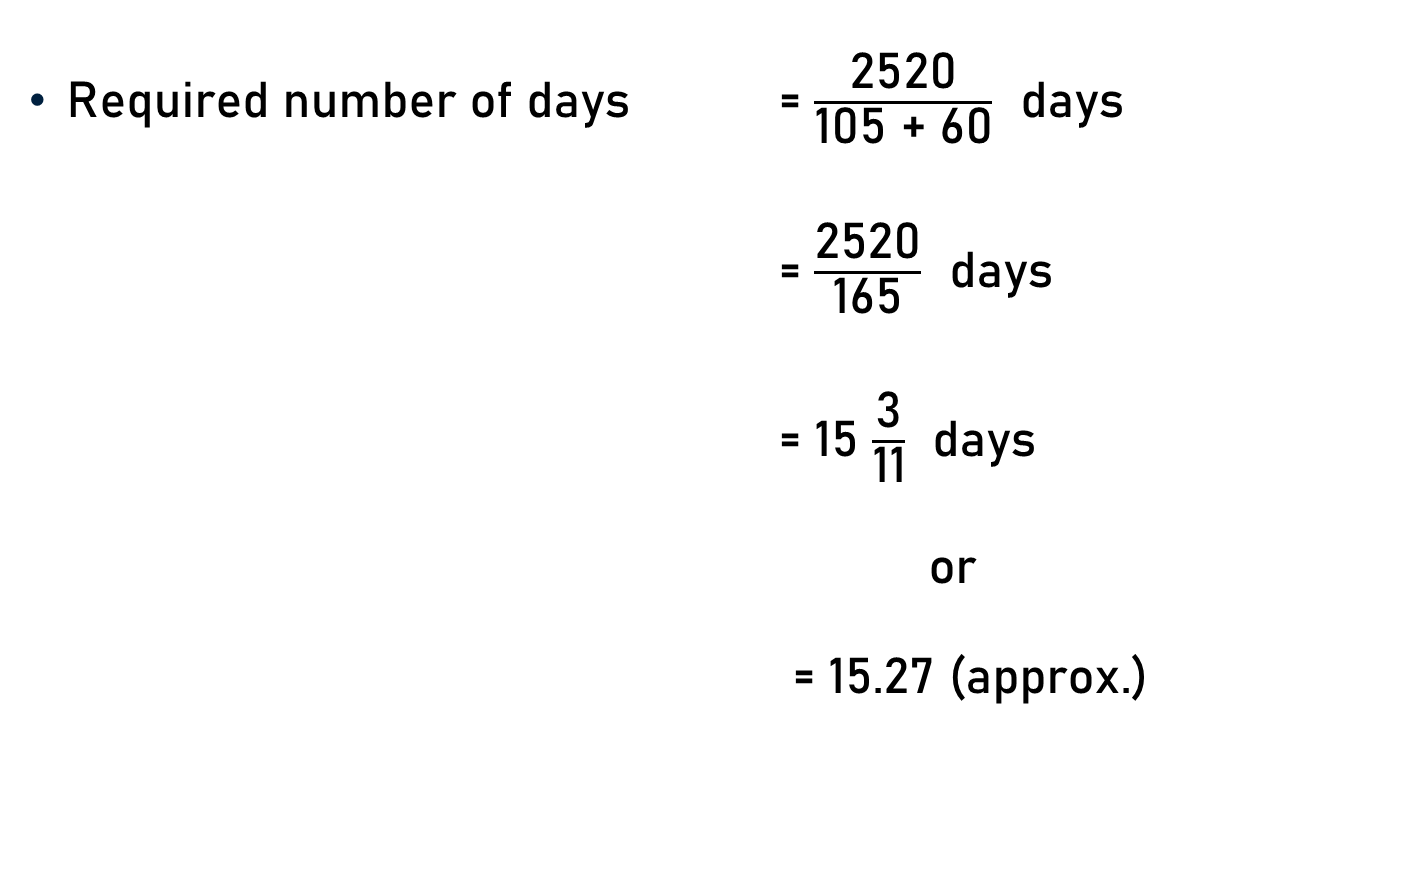 • Required number of days = 2520/(105 + 60) days
= 2520/165 days
= 15 3/11 days
or
= 15.27 (approx.)